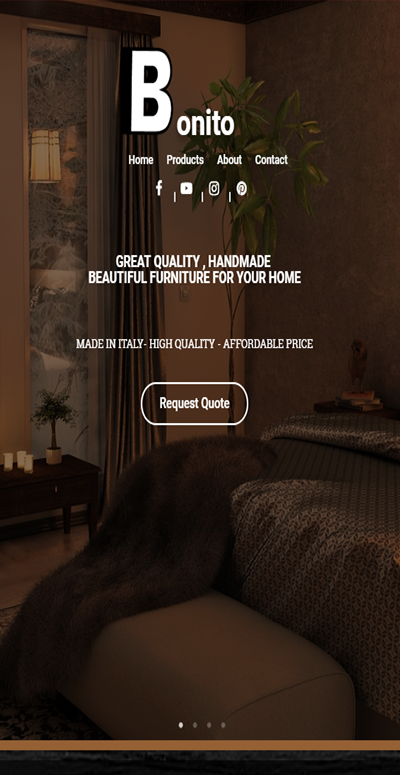 Bonito
Home Products About Contact
GREAT QUALITY , HANDMADE
BEAUTIFUL FURNITURE FOR YOUR HOME
MADE IN ITALY- HIGH QUALITY - AFFORDABLE PRICE
Request Quote